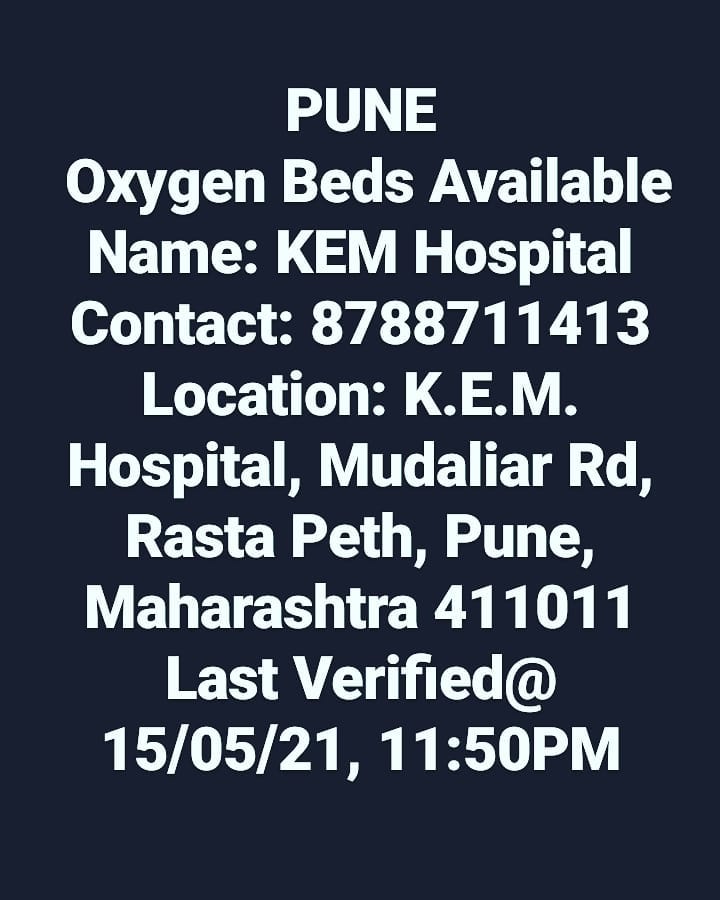 PUNE
Oxygen Beds Available
Name: KEM Hospital
Contact: 8788711413
Location: K.E.M.
Hospital, Mudaliar Rd,
Rasta Peth, Pune,
Maharashtra 411011
Last Verified@
15/05/21, 11:50PM